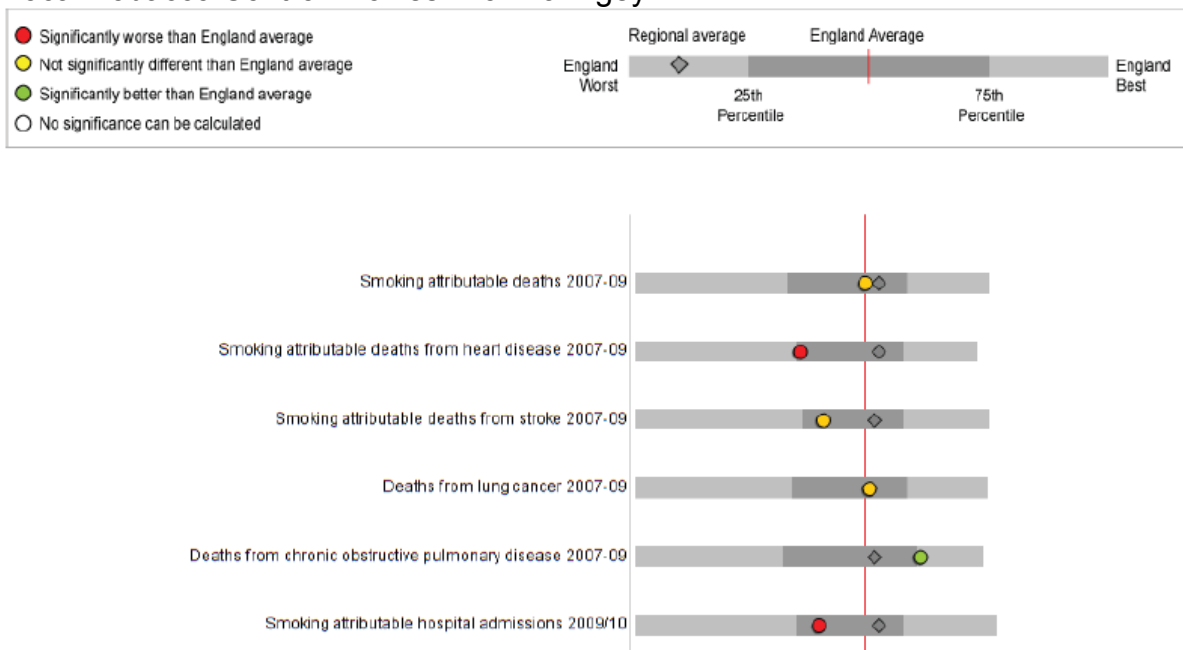 Significantly worse than England average
Not significantly different than England average
Significantly better than England average
No significance can be calculated
Regional average
England Average
England
Worst
England
Best
25th
Percentile
75th
Percentile
Smoking attributable deaths 2007-09
Smoking attributable deaths from heart disease 2007-09
Smoking attributable deaths from stroke 2007-09
Deaths from lung cancer 2007-09
Deaths from chronic obstructive pulmonary disease 2007-09
Smoking attributable hospital admissions 2009/10